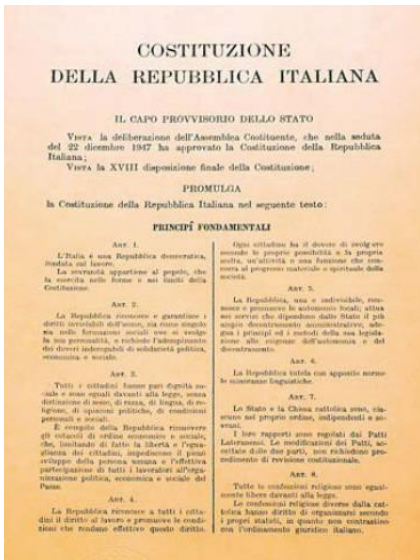 COSTITUZIONE
DELLA REPUBBLICA ITALIANA
IL CAPO PROVVISORIO DELLO STATO
VISTA la deliberazione dell'Assemblea Costituente, che nella seduta
del 22 dicembre 1947 ha approvato la Costituzione della Repubblica
Italiana;
VISTA la XVIII disposizione finale della Costituzione;
PROMULGA
la Costituzione della Repubblica Italiana nel seguente testo:
PRINCIPÎ FONDAMENTALI
ART. 1.
L'Italia è una Repubblica democratica,
fondata sul lavoro.
La sovranità appartiene al popolo, che
la esercita nelle forme e nei limiti della
Costituzione.
ART. 2.
La Repubblica riconosce e garantisce i
diritti inviolabili dell'uomo, sia come singolo
sia nelle formazioni sociali ove si svolge
la sua personalità, e richiede l'adempimento
dei doveri inderogabili di solidarietà politica,
economica e sociale.
ART. 3.
Tutti i cittadini hanno pari dignità so-
ciale e sono eguali davanti alla legge, senza
distinzione di sesso, di razza, di lingua, di re-
ligione, di opinioni politiche, di condizioni
personali e sociali.
È compito della Repubblica rimuovere
gli ostacoli di ordine economico e sociale,
che, limitando di fatto la libertà e l'egua-
glianza dei cittadini, impediscono il pieno
sviluppo della persona umana e l'effettiva
partecipazione di tutti i lavoratori all'orga-
nizzazione politica, economica e sociale del
Paese.
ART. 4.
La Repubblica riconosce a tutti i citta-
dini il diritto al lavoro e promuove le condi-
zioni che rendano effettivo questo diritto.
Ogni cittadino ha il dovere di svolgere
secondo le proprie possibilità e la propria
scelta, un'attività o una funzione che con-
corra al progresso materiale o spirituale della
società.
ART. 5.
La Repubblica, una e indivisibile, rico-
nosce e promuove le autonomie locali; attua
nei servizi che dipendono dallo Stato il più
ampio decentramento amministrativo; ade-
gua i principî ed i metodi della sua legisla-
zione alle esigenze dell'autonomia e del
decentramento.
ART. 6.
La Repubblica tutela con apposite norme
le minoranze linguistiche.
ART. 7.
Lo Stato e la Chiesa cattolica sono, cia-
scuno nel proprio ordine, indipendenti e so-
vrani.
I loro rapporti sono regolati dai Patti
Lateranensi. Le modificazioni dei Patti, ac-
cettate dalle due parti, non richiedono pro-
cedimento di revisione costituzionale.
ART. 8.
Tutte le confessioni religiose sono egual-
mente libere davanti alla legge.
Le confessioni religiose diverse dalla cat-
tolica hanno diritto di organizzarsi secondo
i propri statuti, in quanto non contrastino
con l'ordinamento giuridico italiano.